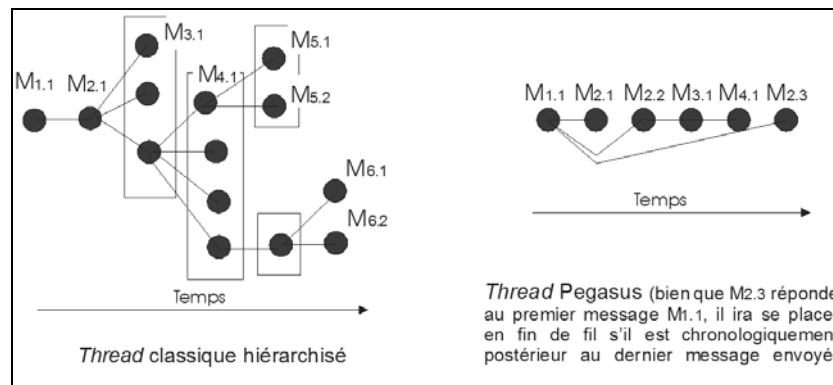 M3.1
M5.1
M1.1 M2.1
M4.1
M5.2
M6.1
M6.2
Temps
Thread classique hiérarchisé
M1.1 M2.1 M2.2 M3.1 M4.1 M2.3
Temps
Thread Pegasus (bien que M2.3 réponde
au premier message M1.1, il ira se place
en fin de fil s'il est chronologiquemen
postérieur au dernier message envoyé